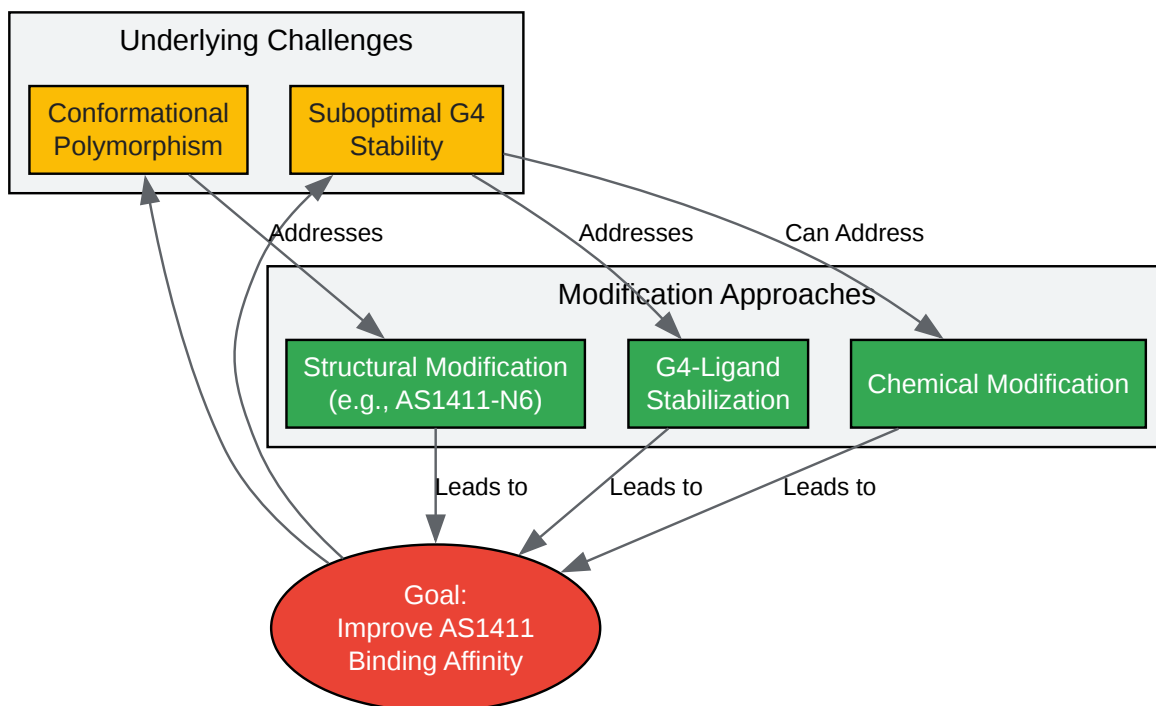 Underlying Challenges
Conformational
Polymorphism
Suboptimal G4
Stability
Addresses
Addresses
Can Address
Modification Approaches
Structural Modification
(e.g., AS1411-N6)
G4-Ligand
Stabilization
Chemical Modification
Leads to
Leads to
Leads to
Goal:
Improve AS1411
Binding Affinity